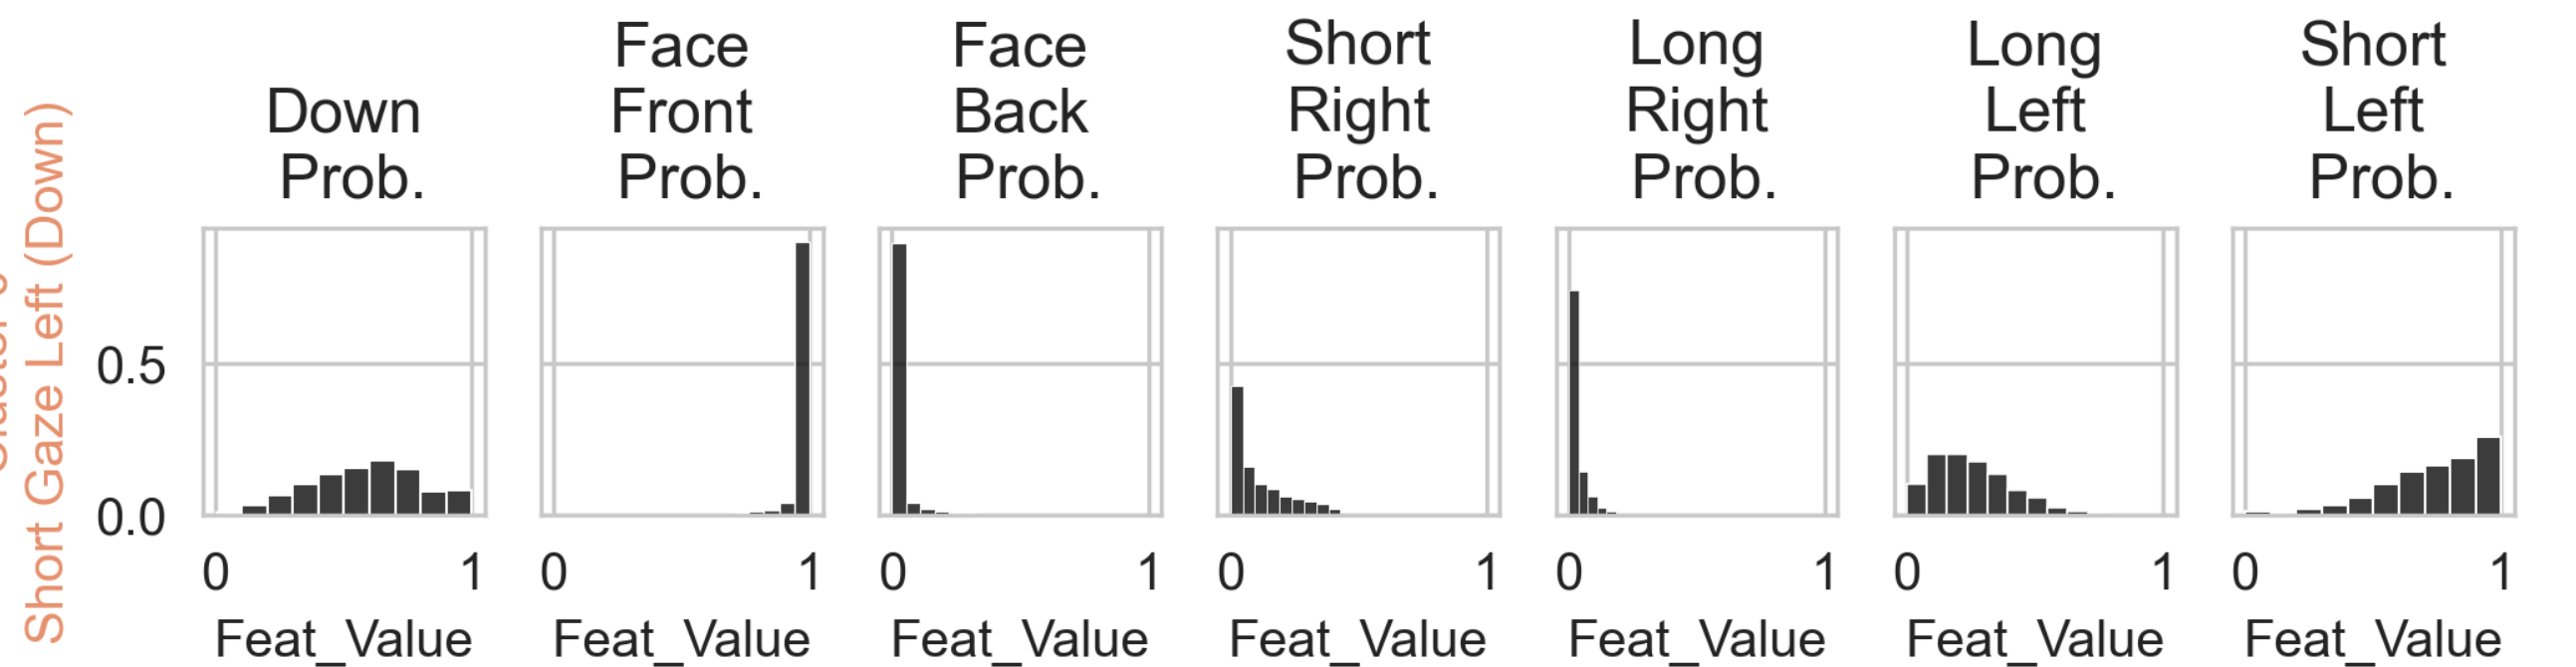 Down
Prob.
Face
Front
Prob.
Face
Back
Prob.
Short
Right
Prob.
Long
Right
Prob.
Long
Left
Prob.
Short
Left
Prob.
Short Gaze Left (Down)
0.5
0.0
0 1
0 1
0 1
0 1
0 1
0 1
0 1
Feat_Value
Feat_Value
Feat_Value
Feat_Value
Feat_Value
Feat_Value
Feat_Value